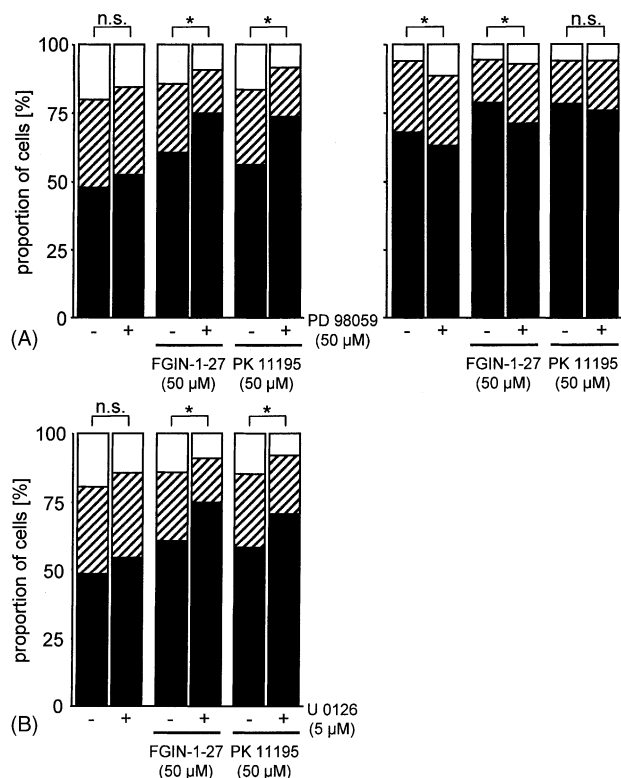 n.s. * *
* * n.s.
100
75
50
25
0
proportion of cells [%]
- + - + - +
PD 98059
(50 µM)
- + - + - +
(A)
FGIN-1-27
(50 µM)
PK 11195
(50 µM)
FGIN-1-27
(50 µM)
PK 11195
(50 µM)
n.s. * *
100
75
50
25
0
proportion of cells [%]
- + - + - +
U 0126
(5 µM)
(B)
FGIN-1-27
(50 µM)
PK 11195
(50 µM)